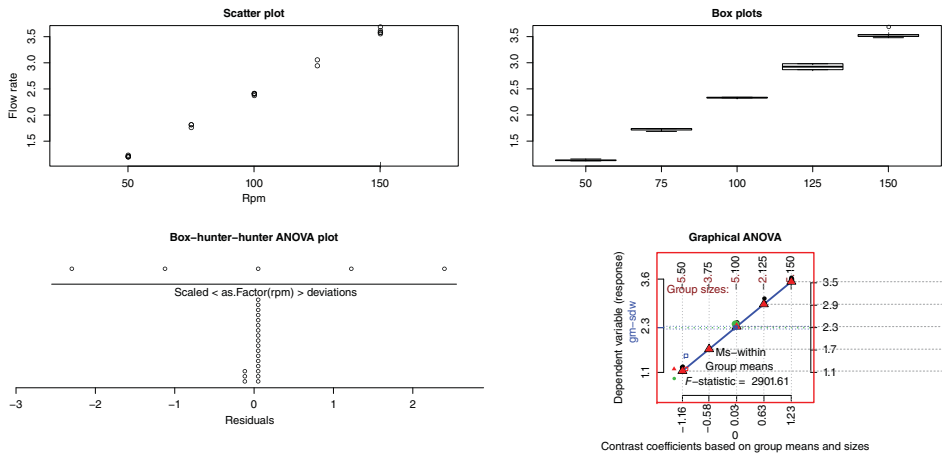 Scatter plot
Flow rate
3.5
3.0
2.5
2.0
1.5
50 100 150
Rpm
Box plots
3.5
3.0
2.5
2.0
1.5
50 75 100 125 150
Box−hunter−hunter ANOVA plot
Scaled < as.Factor(rpm) > deviations
−3 −2 −1 0 1 2
Residuals
Graphical ANOVA
Dependent variable (response)
gm−sdw
3.6
2.3
1.1
Group sizes:
−5.50
−3.75
−5.100
−2.125
−5.150
3.5
2.9
2.3
1.7
1.1
Ms−within
Group means
F−statistic = 2901.61
−1.16 −0.58 0.03 0.63 1.23
0
Contrast coefficients based on group means and sizes